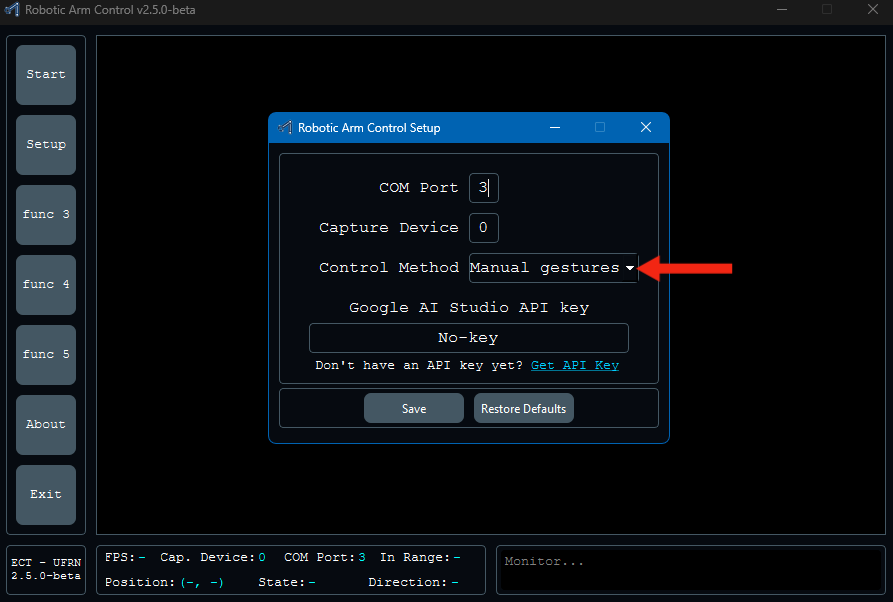 Robotic Arm Control v2.5.0-beta
Start
Setup
func 3
func 4
func 5
About
Exit
ECT - UFRN
2.5.0-beta
Robotic Arm Control Setup
COM Port 3
Capture Device 0
Control Method Manual gestures
Google AI Studio API key
No-key
Don't have an API key yet? Get API Key
Save Restore Defaults
FPS:- Cap. Device:0 COM Port:3 In Range:-
Position:(-, -) State:- Direction:-
Monitor...